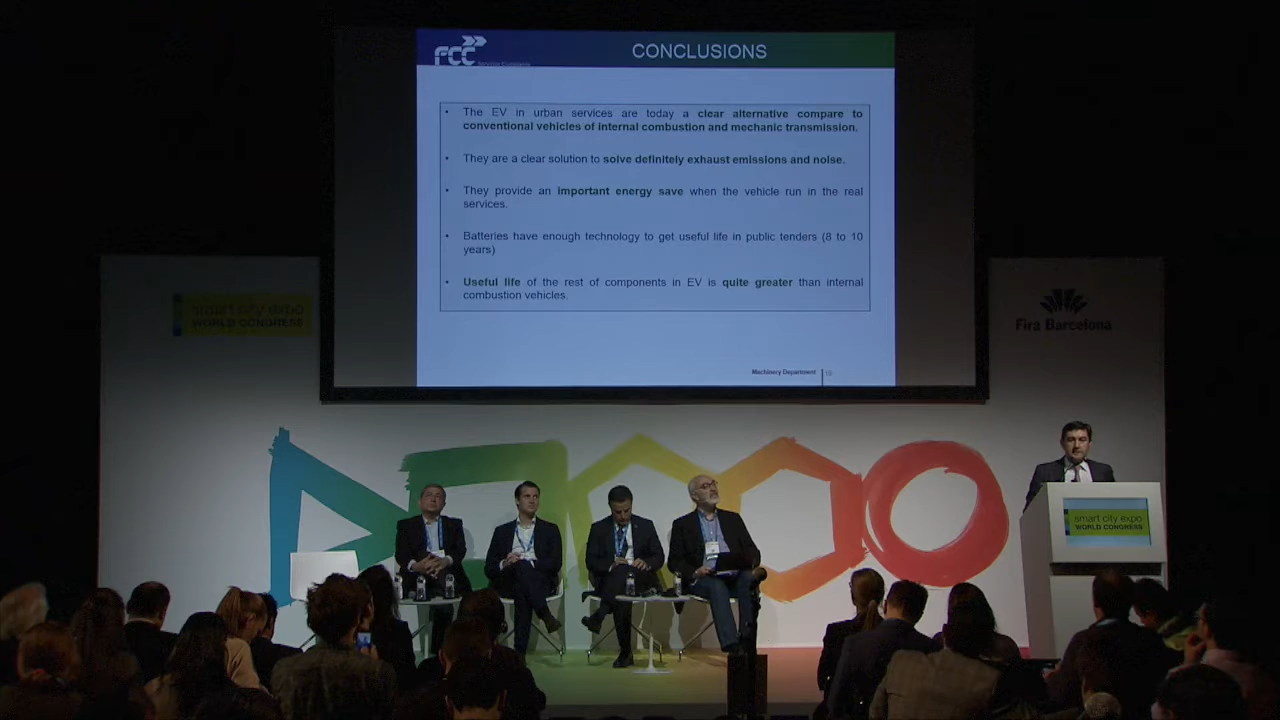 FCC
CONCLUSIONS
• The EV in urban services are today a clear alternative compare to
conventional vehicles of internal combustion and mechanic transmission.
• They are a clear solution to solve definitely exhaust emissions and noise.
• They provide an important energy save when the vehicle run in the real
services.
• Batteries have enough technology to get useful life in public tenders (8 to 10
years)
• Useful life of the rest of components in EV is quite greater than internal
combustion vehicles.
Machinery Department
smart city expo
WORLD CONGRESS
Fira Barcelona
smart city expo
WORLD CONGRESS